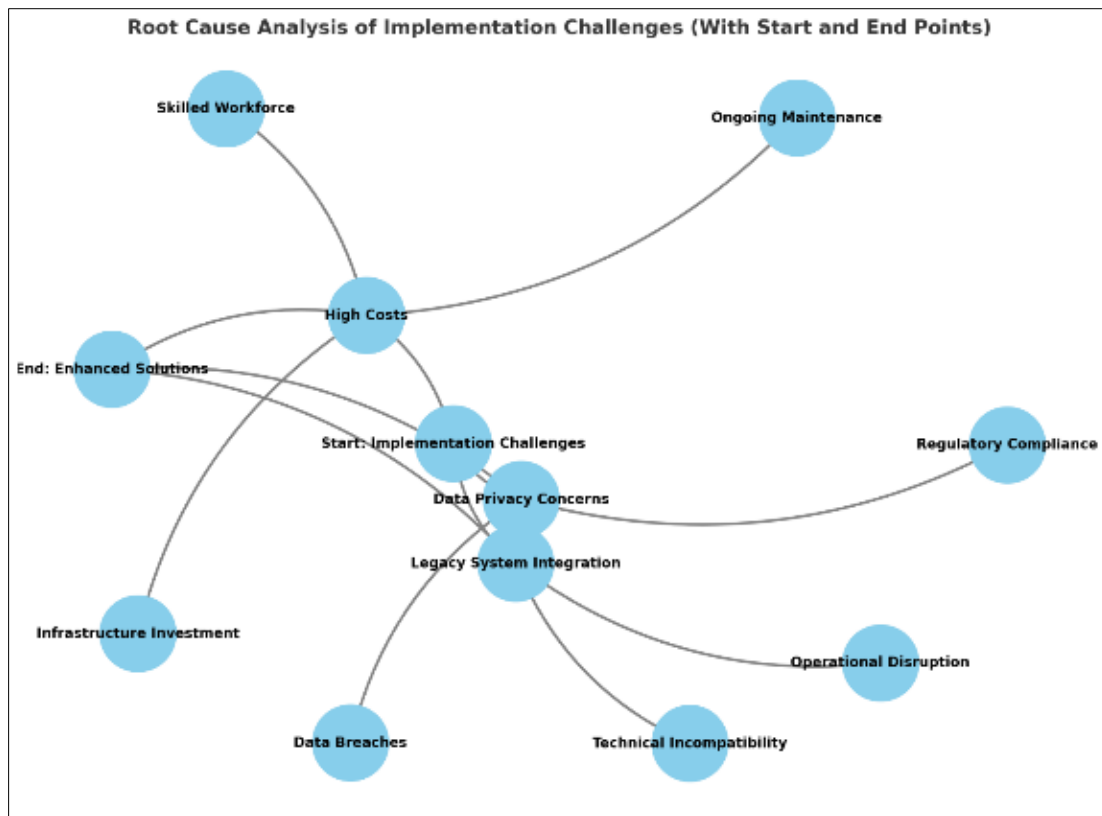 Root Cause Analysis of Implementation Challenges (With Start and End Points)
Skilled Workforce
Ongoing Maintenance
High Costs
End: Enhanced Solutions
Start: Implementation Challenges
Regulatory Compliance
Data Privacy Concerns
Legacy System Integration
Infrastructure Investment
Operational Disruption
Data Breaches
Technical Incompatibility